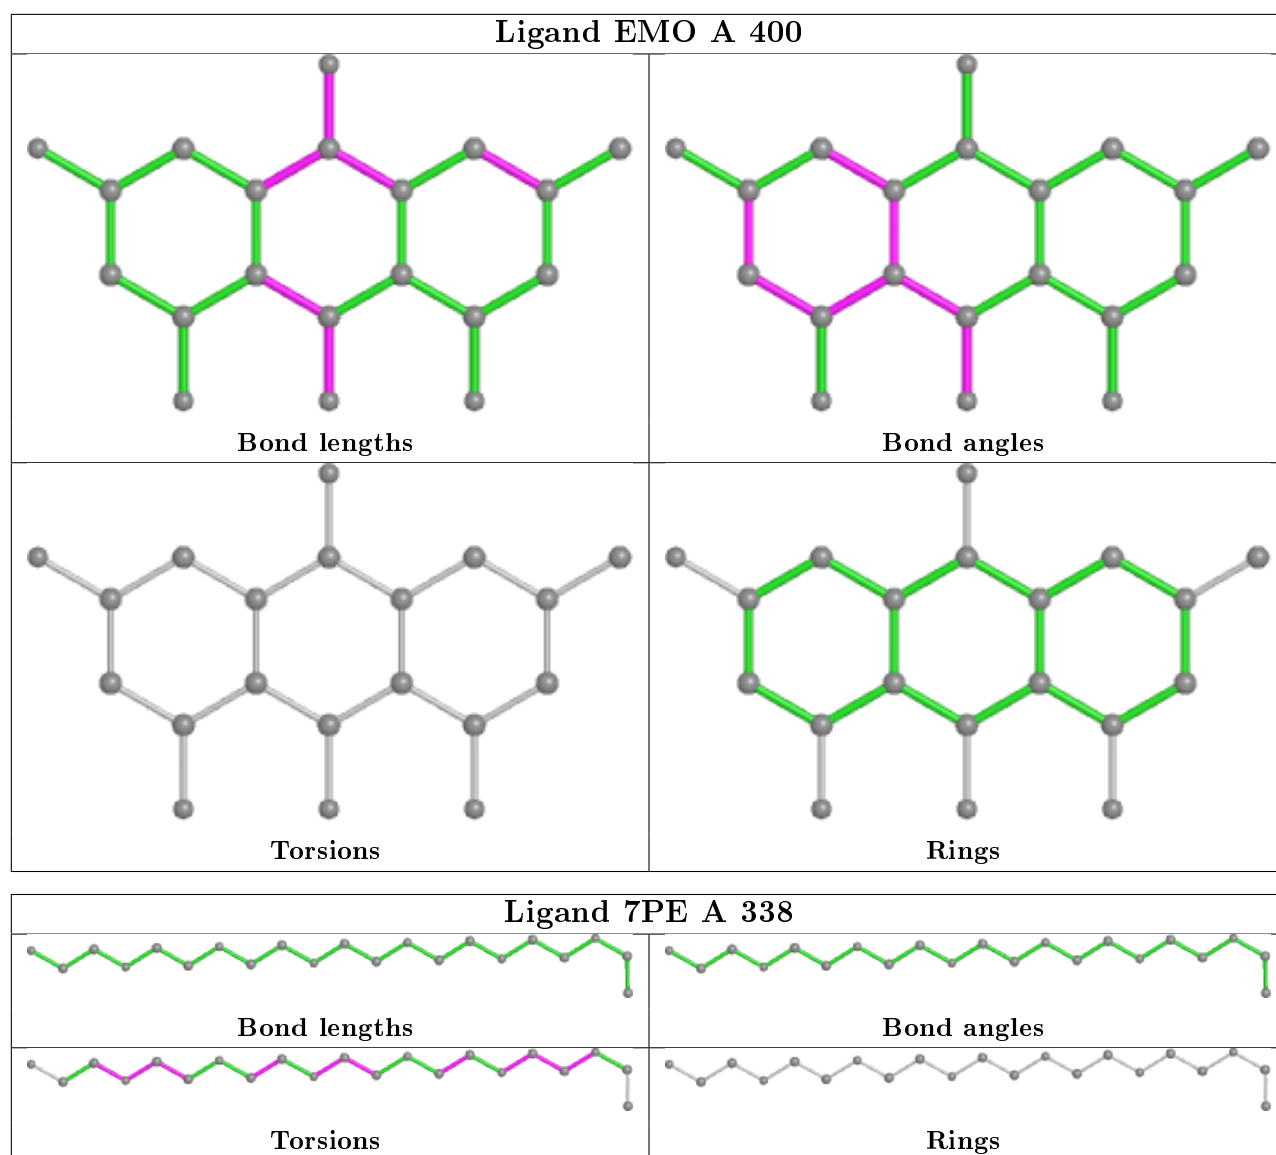 Ligand EMO A 400
Bond lengths
Bond angles
Torsions
Rings
Ligand 7PE A 338
Bond lengths
Bond angles
Torsions
Rings